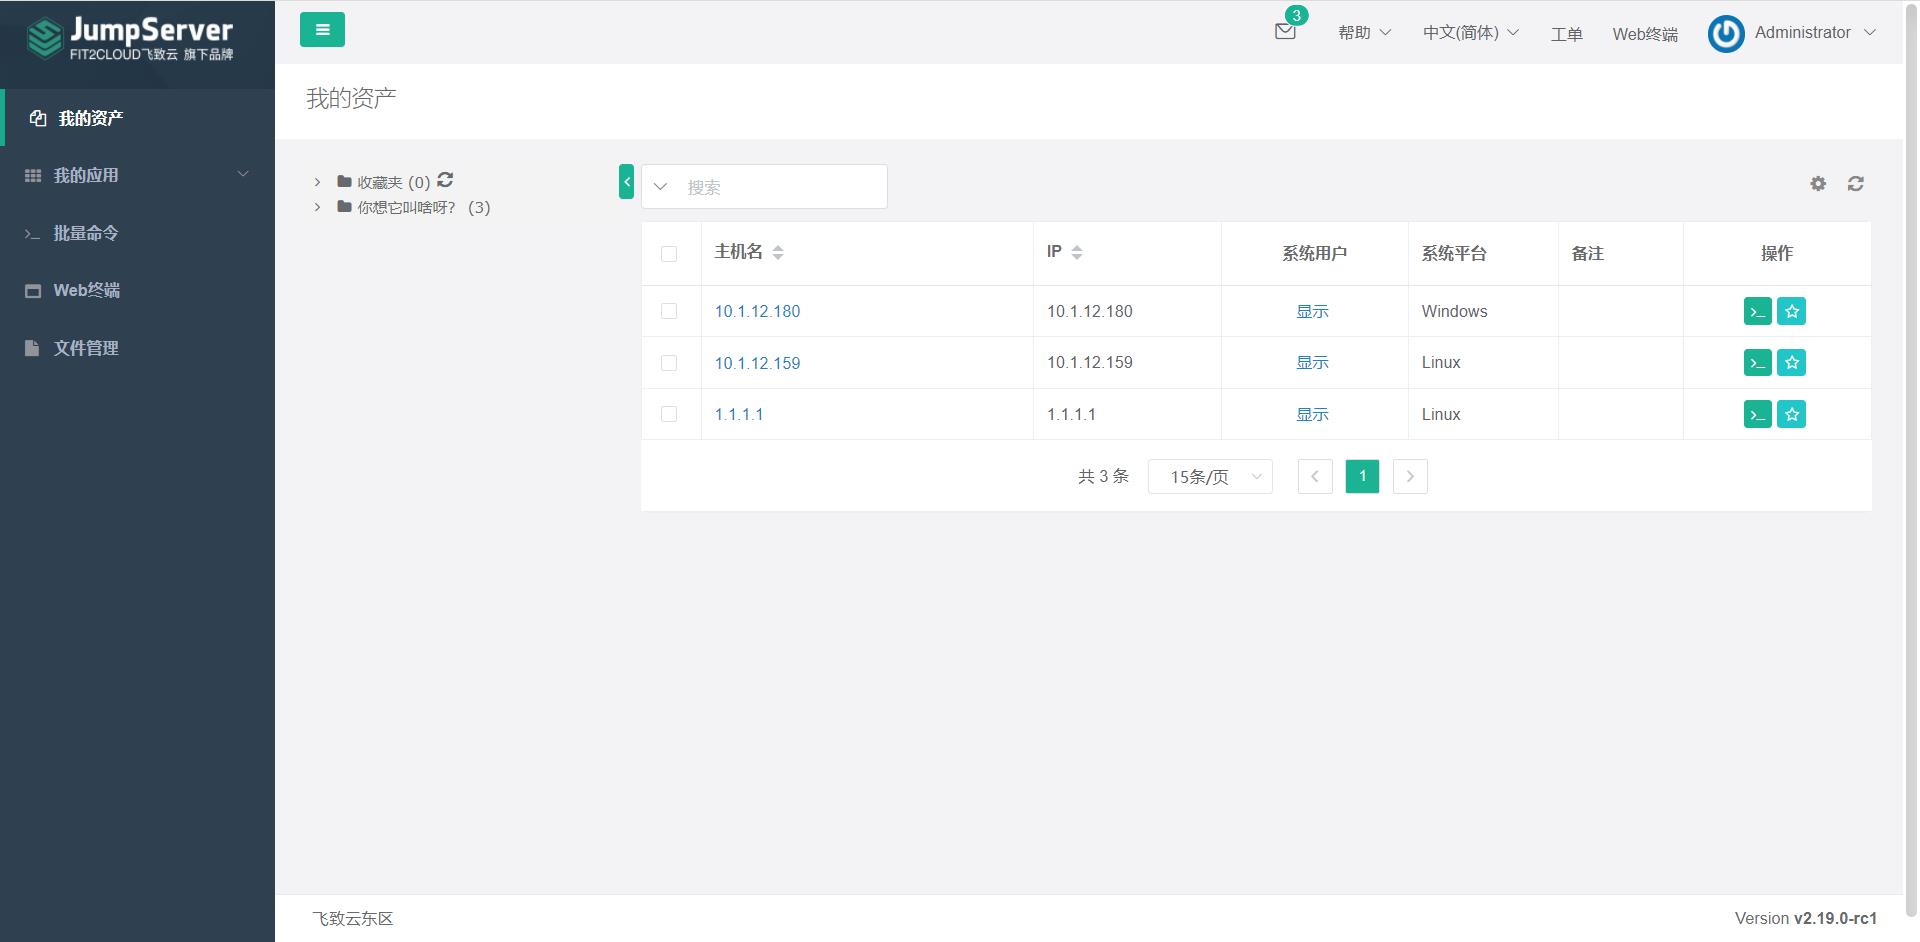 JumpServer
FIT2CLOUD飞致云 旗下品牌
3
帮助
中文(简体)
工单
Web终端
Administrator
我的资产
我的应用
批量命令
Web终端
文件管理
我的资产
收藏夹 (0)
你想它叫啥呀? (3)
搜索
主机名 IP 系统用户 系统平台 备注 操作
10.1.12.180 10.1.12.180 显示 Windows
10.1.12.159 10.1.12.159 显示 Linux
1.1.1.1 1.1.1.1 显示 Linux
共 3 条 15条/页 1
飞致云东区
Version v2.19.0-rc1